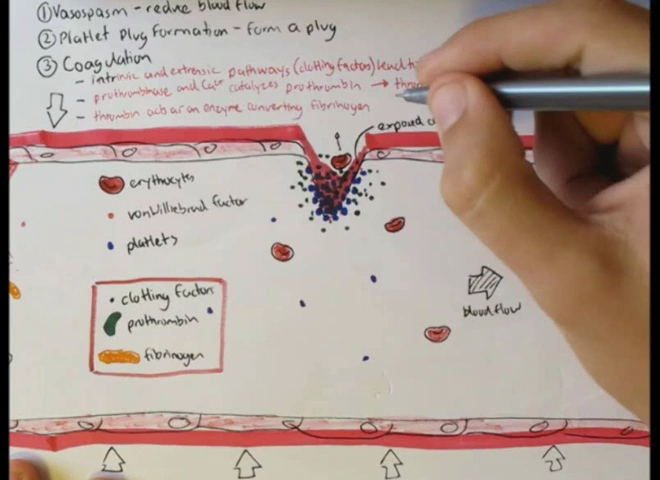 ① Vasospasm - reduce blood flow
② Platelet Plug Formation - form a plug
③ Coagulation
- intrinsic and extrensic pathways (clotting factors) lead t
- prothrombinase and Ca²⁺ catalyzes prothrombin → thro
- thrombin acts as an enzyme converting fibrinogen
exposed
erythrocytes
von Willebrand factor
platelets
clotting factors
prothrombin
fibrinogen
blood flow